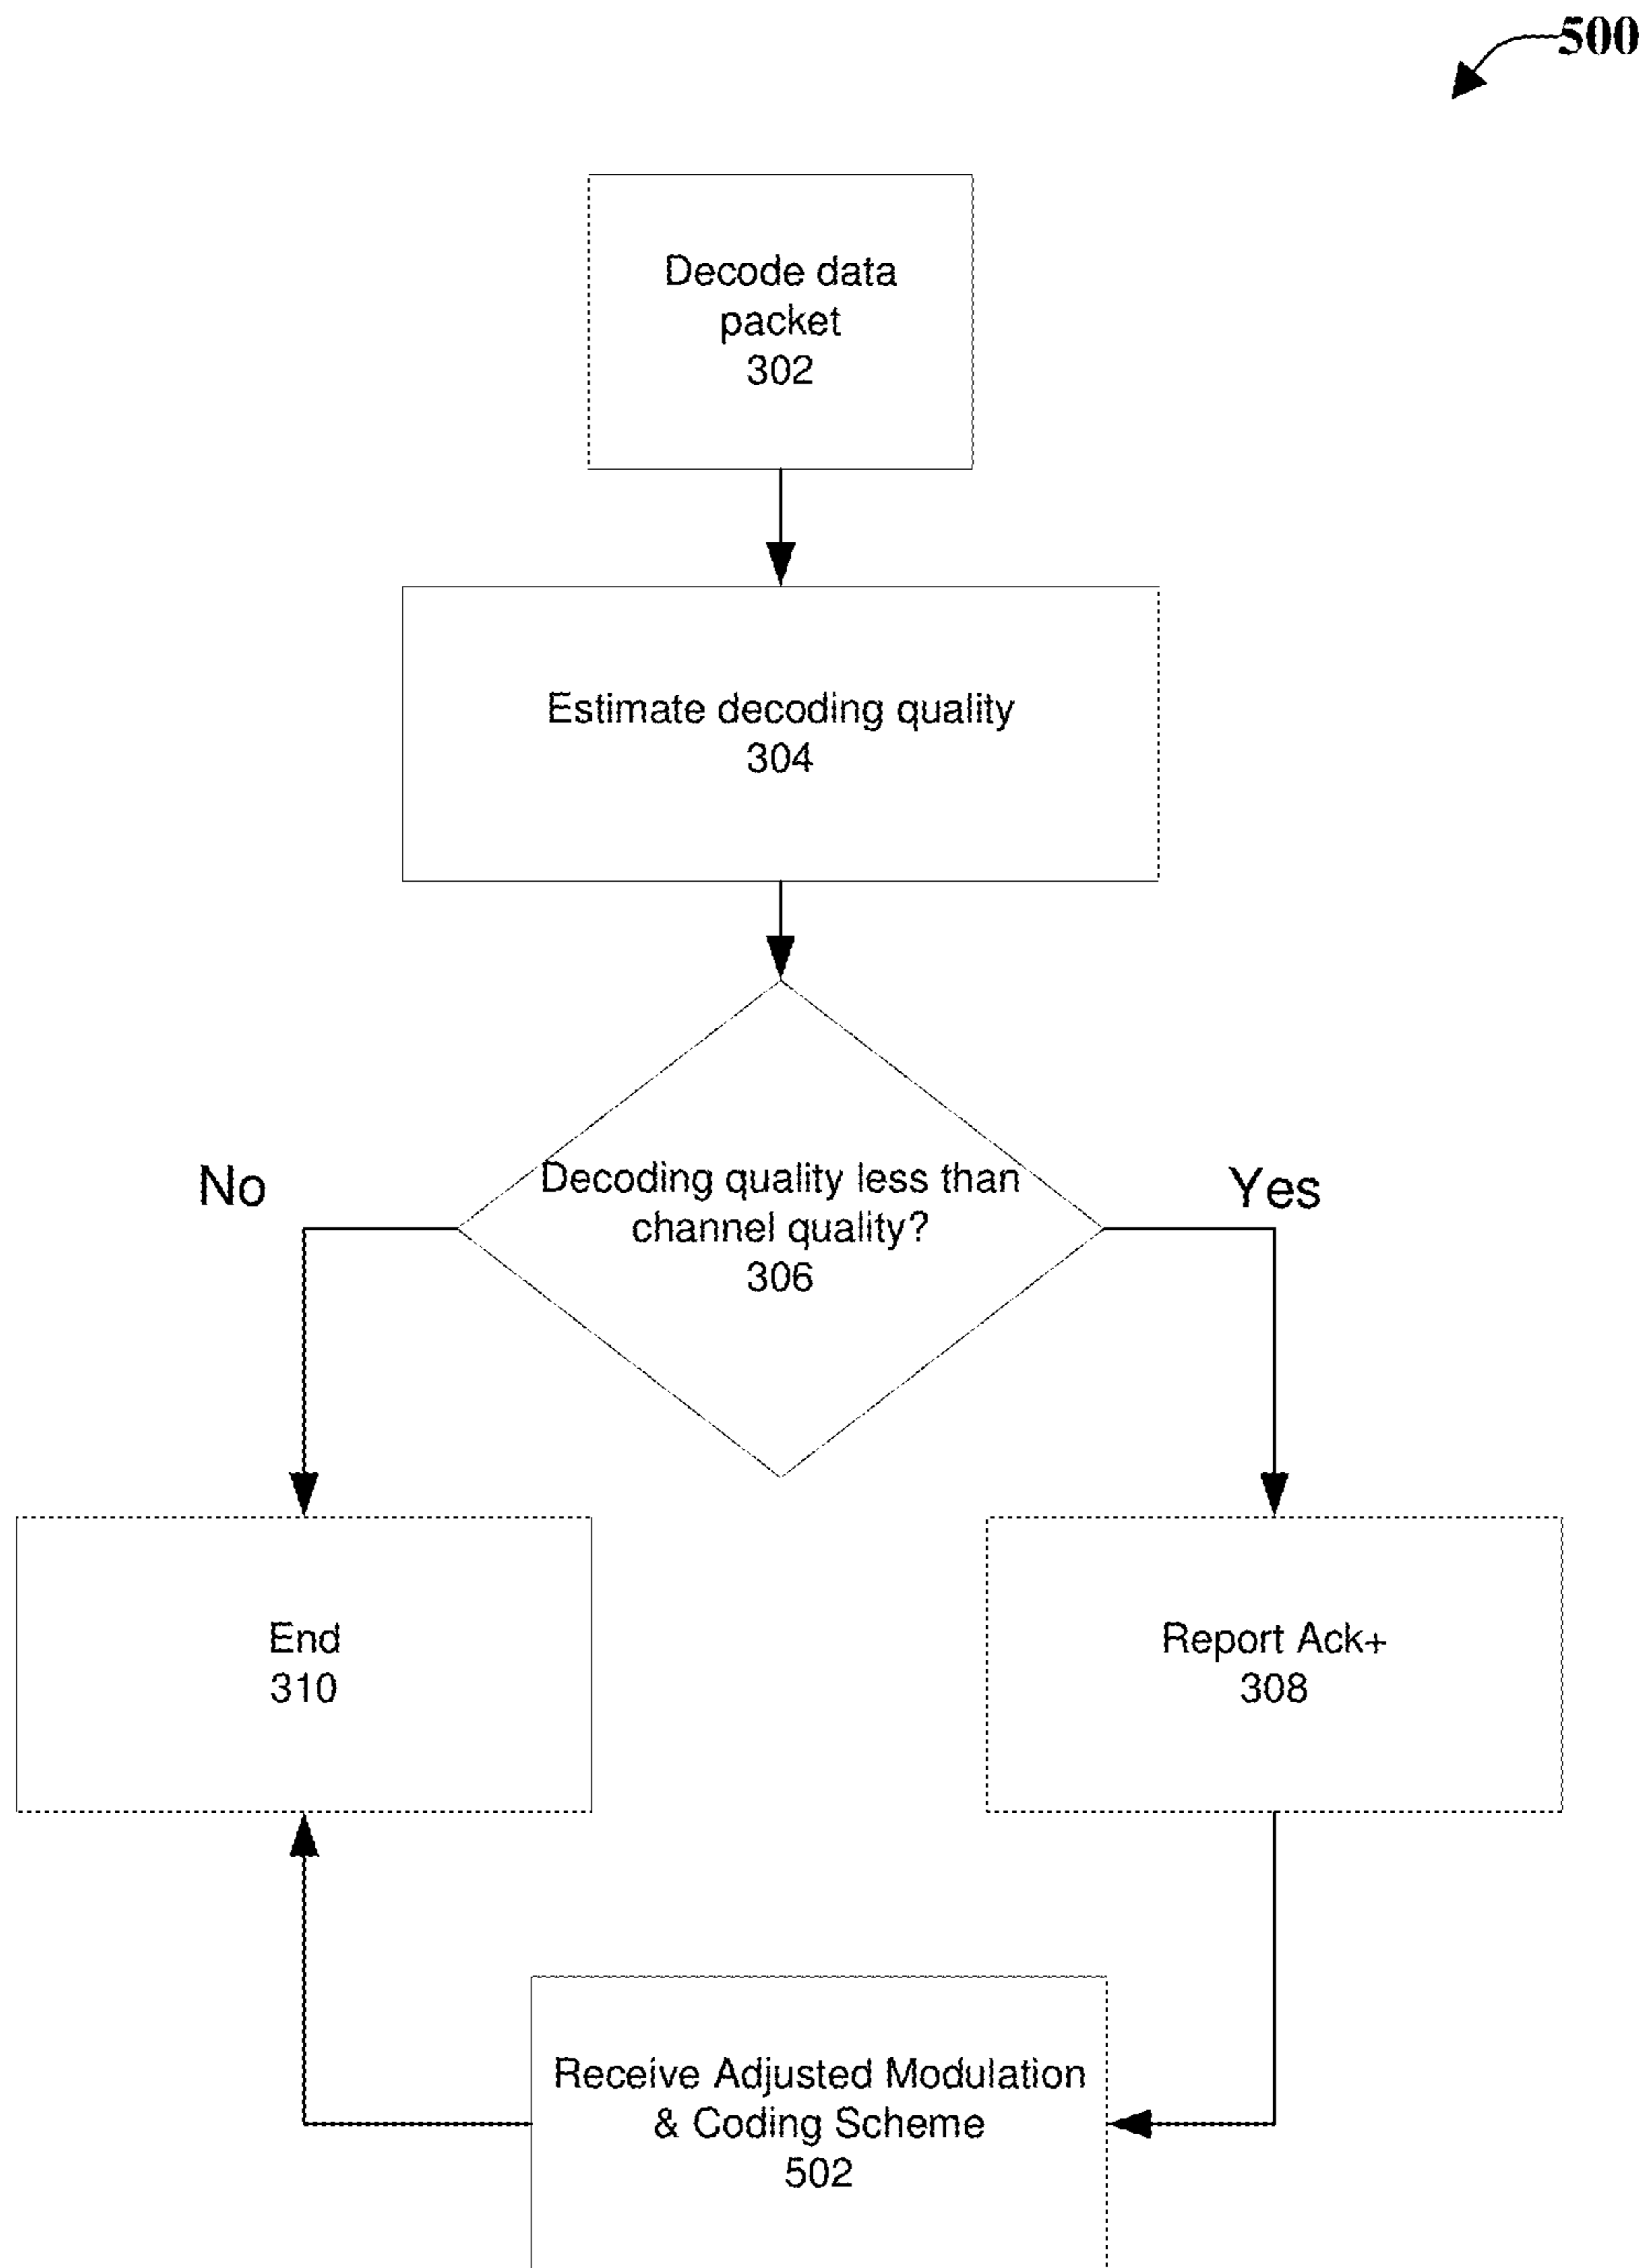 500
Decode data
packet
302
Estimate decoding quality
304
Decoding quality less than
channel quality?
306
No
Yes
End
310
Report Ack+
308
Receive Adjusted Modulation
& Coding Scheme
502